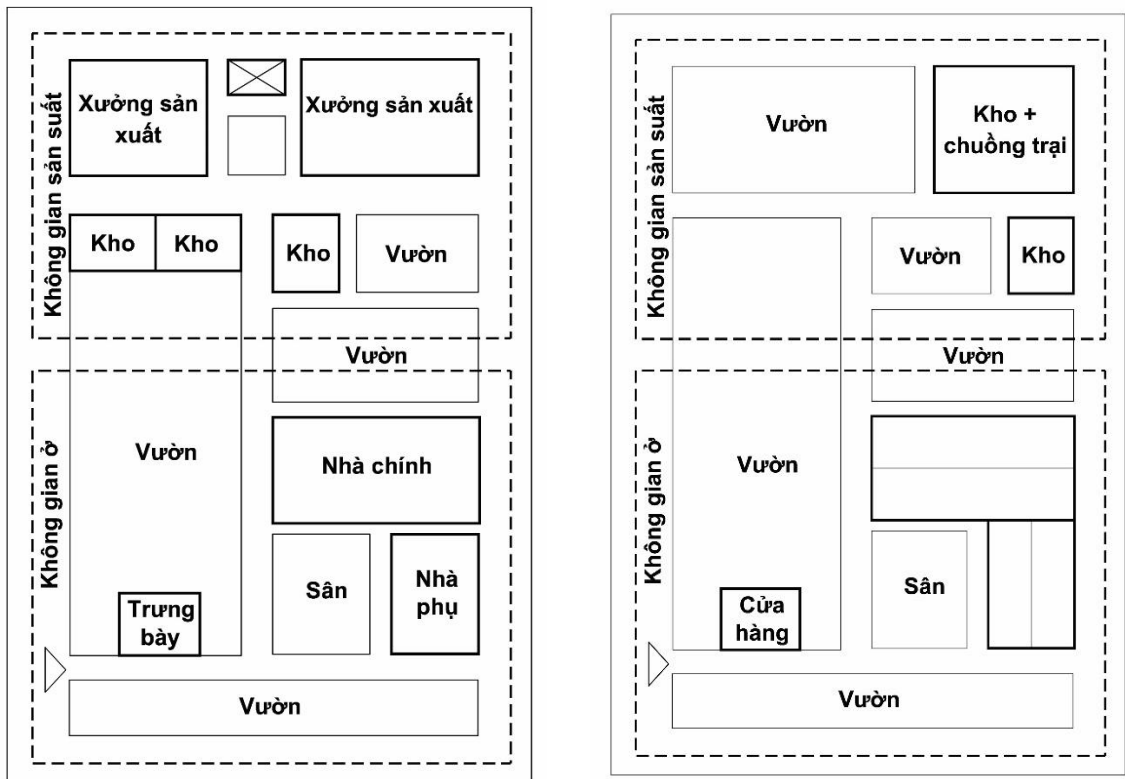 Không gian sản suất
Xưởng sản
xuất
Xưởng sản xuất
Kho
Kho
Kho
Vườn
Vườn
Không gian ở
Vườn
Nhà chính
Sân
Nhà
phụ
Trưng
bày
Vườn
Không gian sản suất
Vườn
Kho +
chuồng trại
Vườn
Kho
Vườn
Không gian ở
Vườn
Sân
Cửa
hàng
Vườn